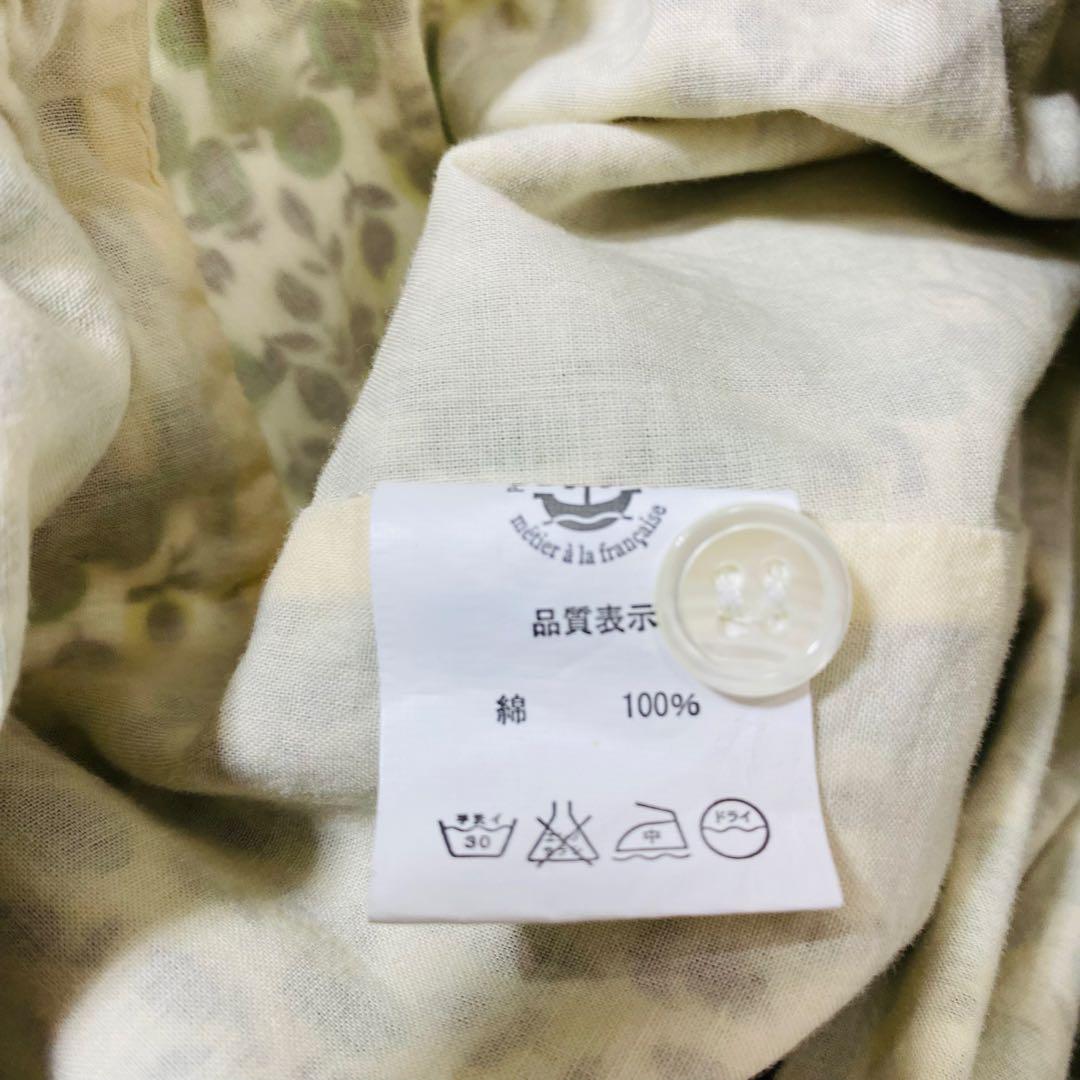 métier à la française
品質表示
綿 100%
手洗イ
30
中
ドライ